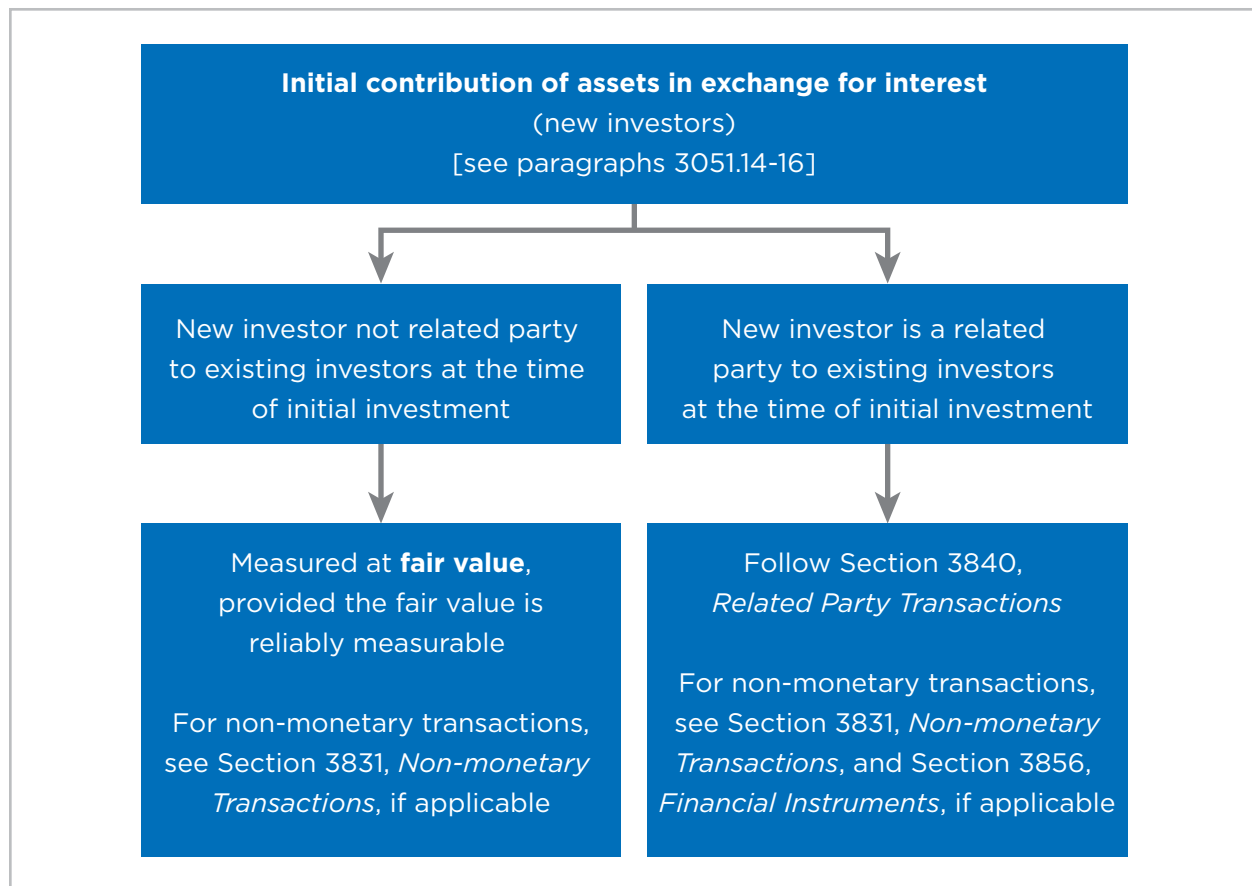 Initial contribution of assets in exchange for interest
(new investors)
[see paragraphs 3051.14-16]
New investor not related party
to existing investors at the time
of initial investment
New investor is a related
party to existing investors
at the time of initial investment
Measured at fair value,
provided the fair value is
reliably measurable
For non-monetary transactions,
see Section 3831, Non-monetary
Transactions, if applicable
Follow Section 3840,
Related Party Transactions
For non-monetary transactions,
see Section 3831, Non-monetary
Transactions, and Section 3856,
Financial Instruments, if applicable